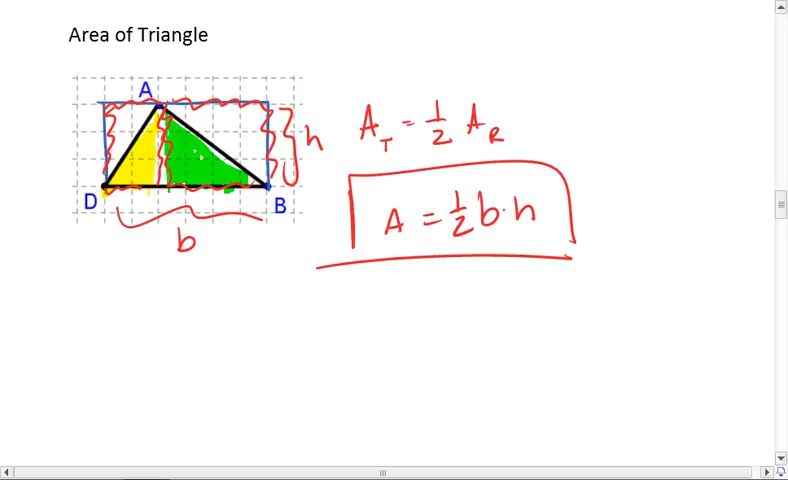 Area of Triangle
A
h
D
B
b
A_T = 1/2 A_R
A = 1/2 b·h